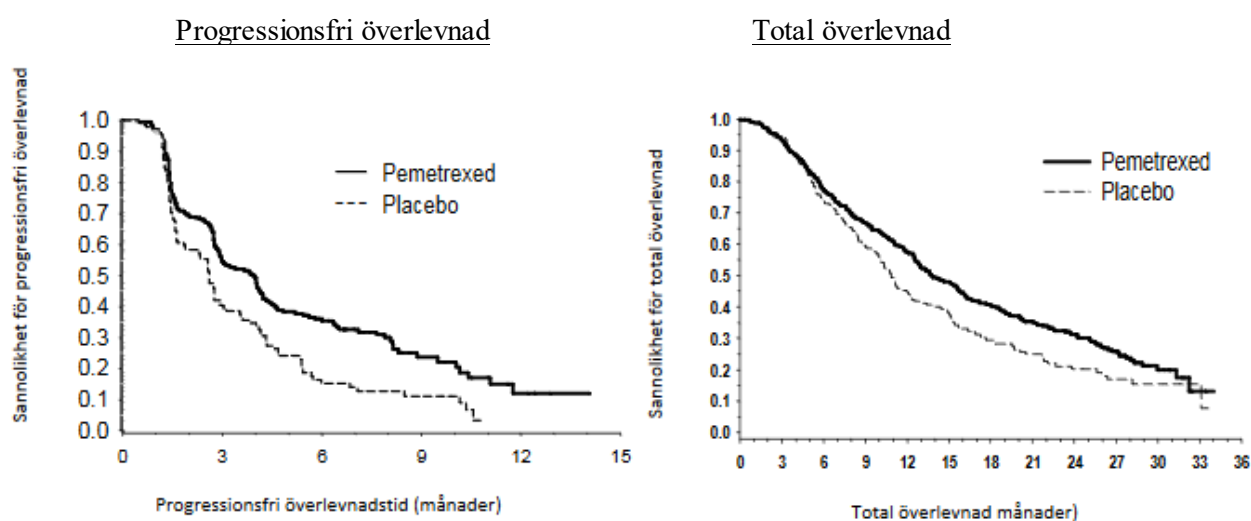 Progressionsfri överlevnad
Sannolikhet för progressionsfri överlevnad
1.0
0.9
0.8
0.7
0.6
0.5
0.4
0.3
0.2
0.1
0.0
Pemetrexed
Placebo
0 3 6 9 12 15
Progressionsfri överlevnadstid (månader)
Total överlevnad
Sannolikhet för total överlevnad
1.0
0.9
0.8
0.7
0.6
0.5
0.4
0.3
0.2
0.1
0.0
Pemetrexed
Placebo
0 3 6 9 12 15 18 21 24 27 30 33 36
Total överlevnad månader)